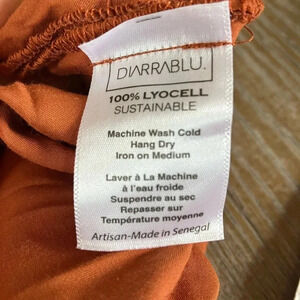 DIARRABLU.
100% LYOCELL
SUSTAINABLE
Machine Wash Cold
Hang Dry
Iron on Medium
Laver à La Machine
à l'eau froide
Suspendre au sec
Repasser sur
Température moyenne
Artisan-Made in Senegal